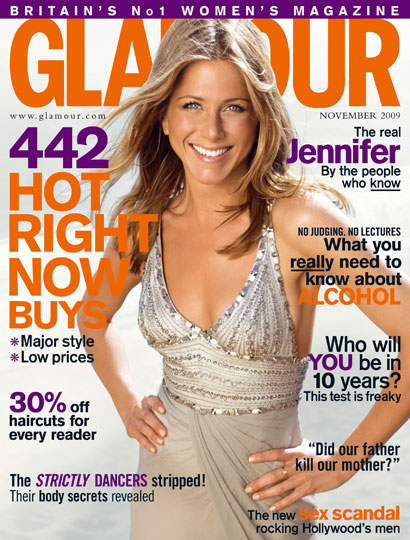 BRITAIN'S No1 WOMEN'S MAGAZINE
GLAMOUR
www.glamour.com
NOVEMBER 2009
442
HOT
RIGHT
NOW
BUYS
*Major style
*Low prices
30% off
haircuts for
every reader
The STRICTLY DANCERS stripped!
Their body secrets revealed
The real
Jennifer
By the people
who know
NO JUDGING. NO LECTURES
What you
really need to
know about
ALCOHOL
Who will
YOU be in
10 years?
This test is freaky
“Did our father
kill our mother?”
The new sex scandal
rocking Hollywood's men